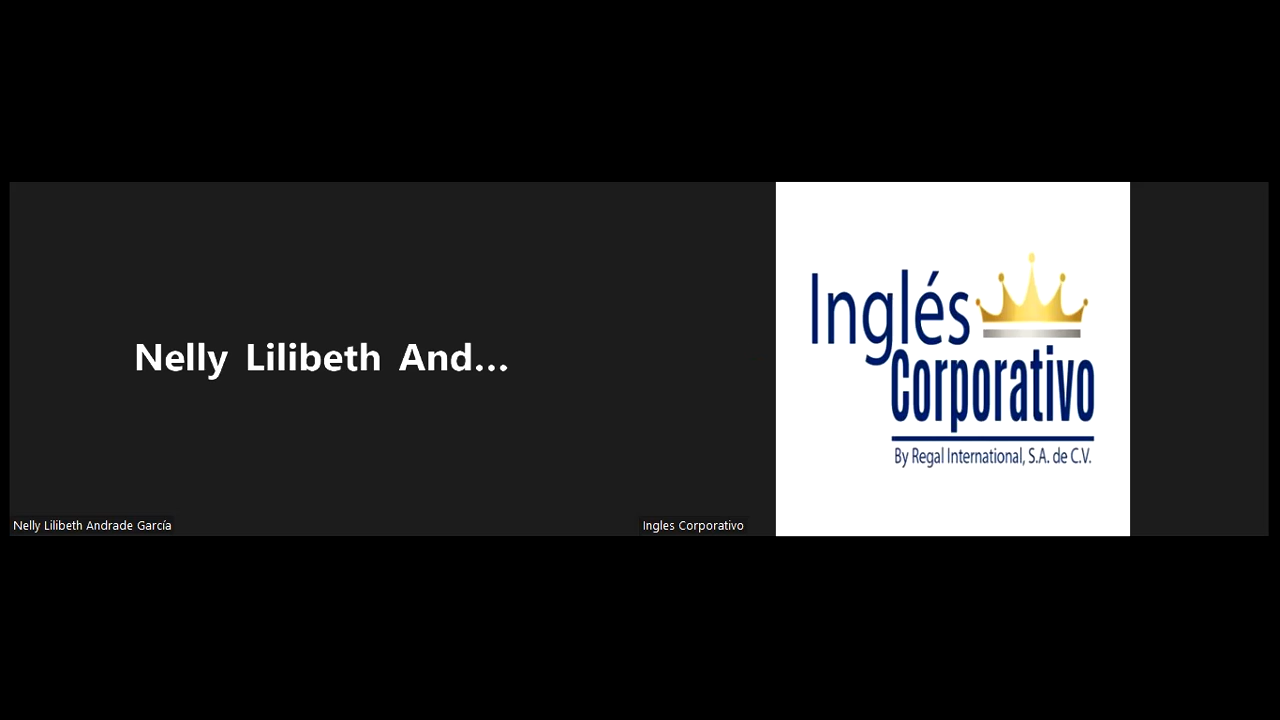 Nelly Lilibeth And...
Inglés
Corporativo
By Regal International, S.A. de C.V.
Nelly Lilibeth Andrade García
Ingles Corporativo